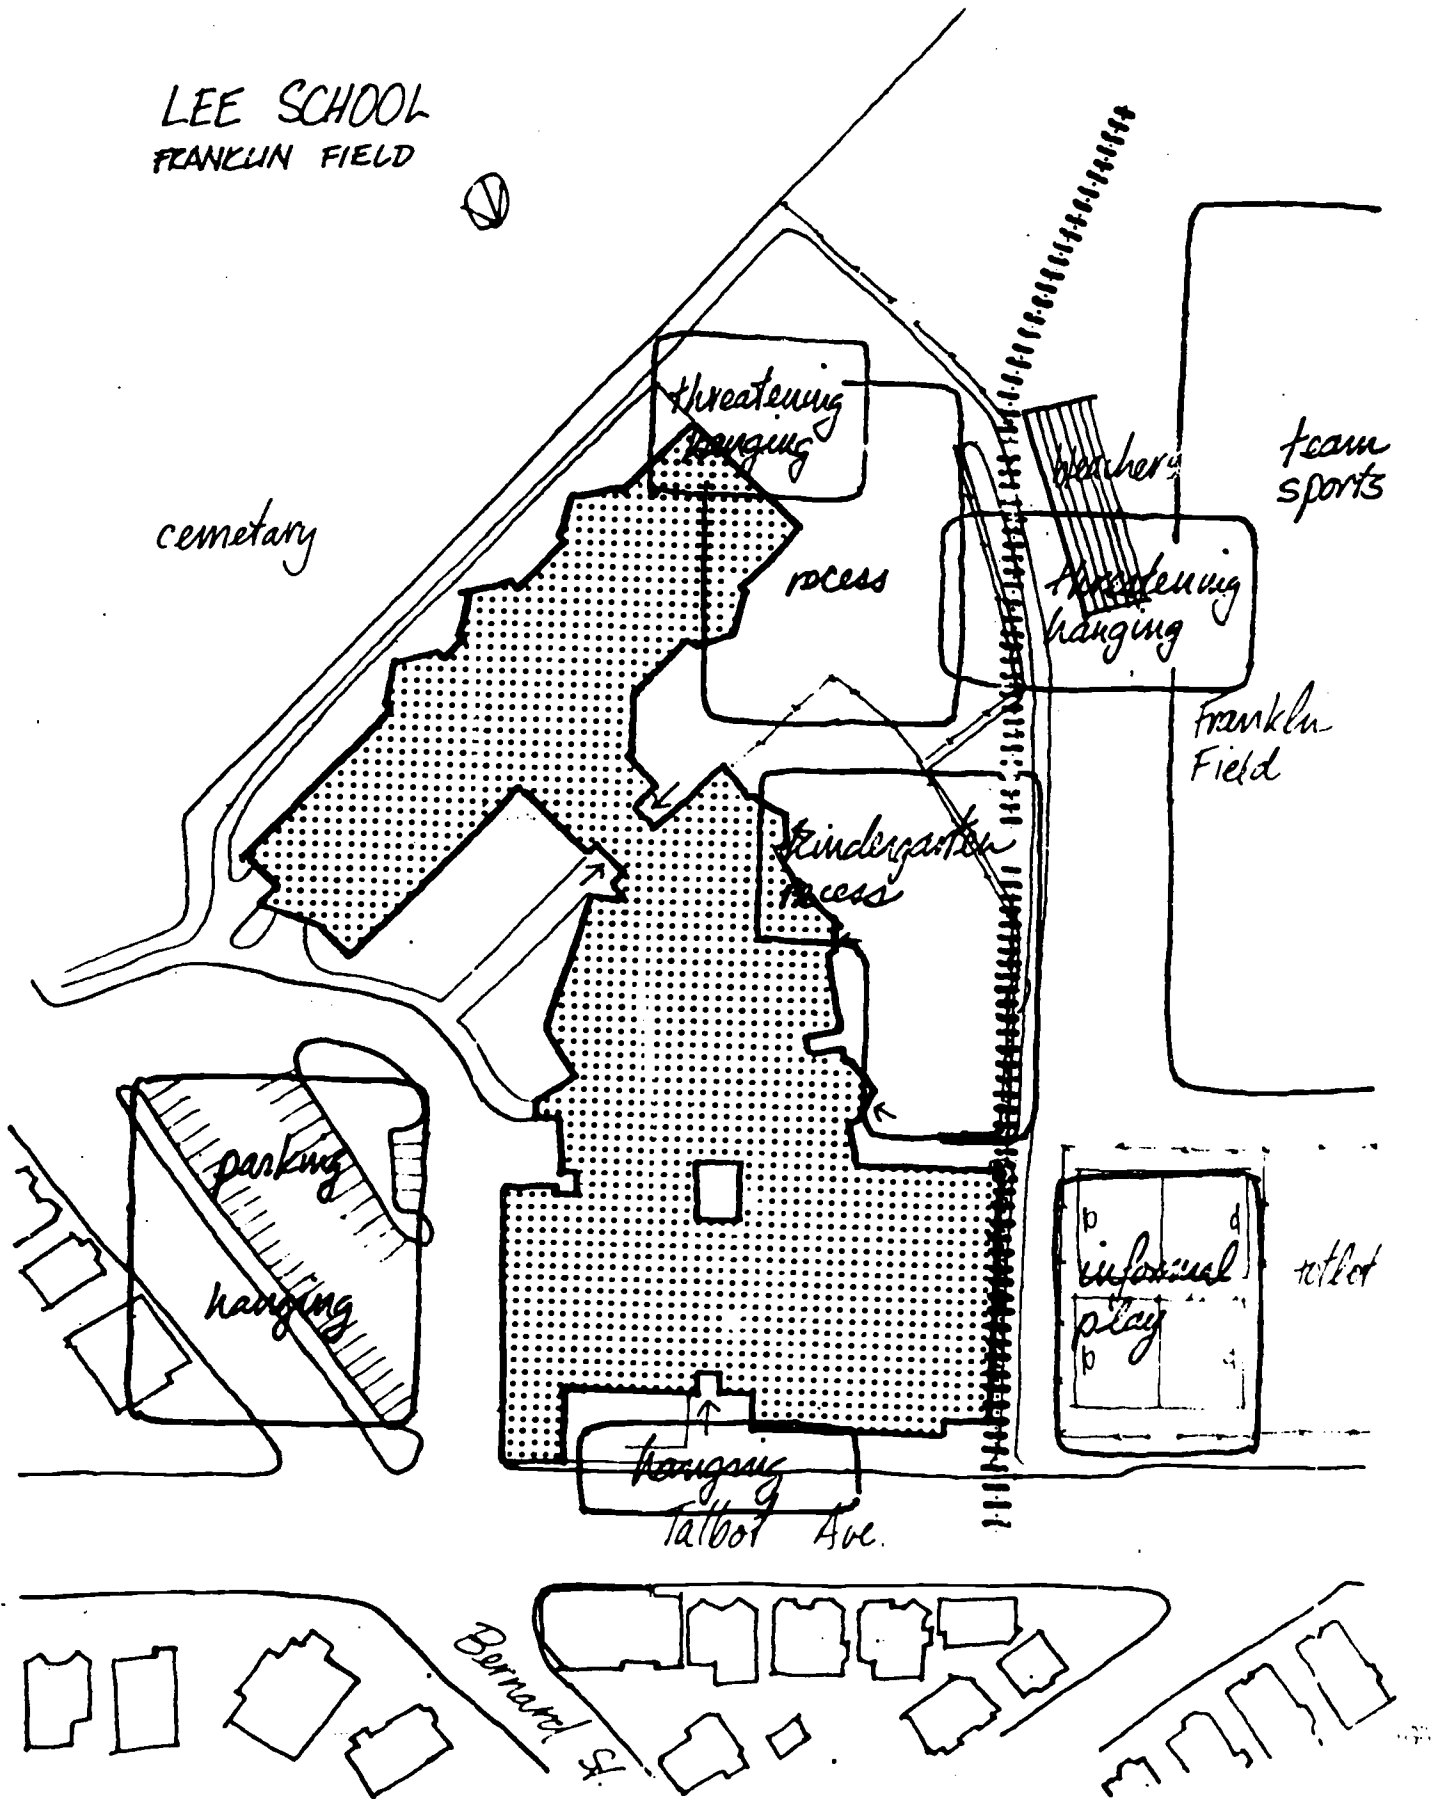 LEE SCHOOL
FRANKLIN FIELD
threatening
hanging
bleachers
team
sports
cemetary
recess
threatening
hanging
Franklin
Field
kindergarten
recess
parking
hanging
informal
play
totlot
hanging
Talbot Ave.
Bernard St.